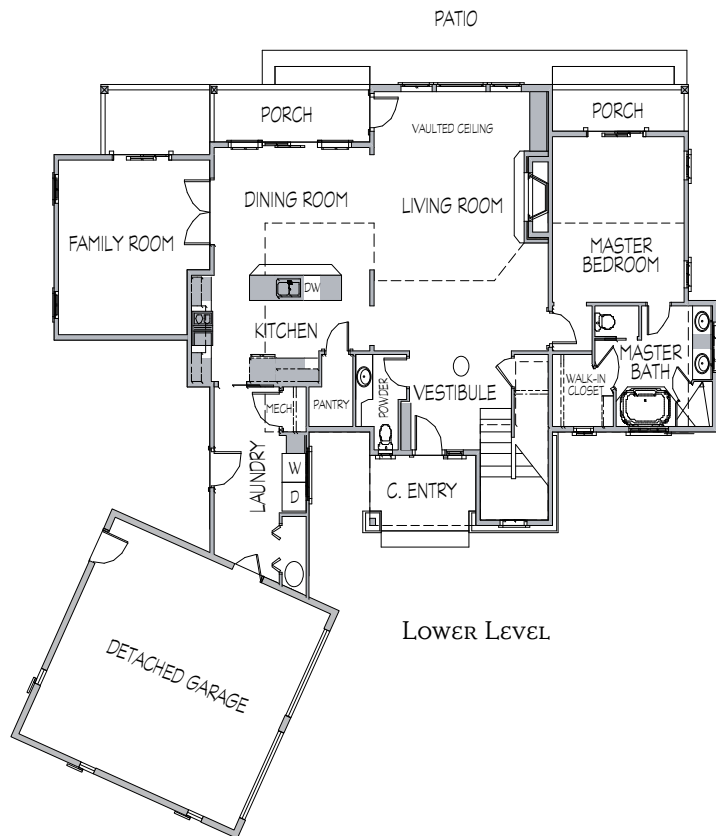 PATIO
PORCH
PORCH
VAULTED CEILING
DINING ROOM
LIVING ROOM
FAMILY ROOM
MASTER
BEDROOM
DW
KITCHEN
MASTER
BATH
WALK-IN
CLOSET
VESTIBULE
POWDER
PANTRY
MECH
LAUNDRY
W
D
C. ENTRY
LOWER LEVEL
DETACHED GARAGE